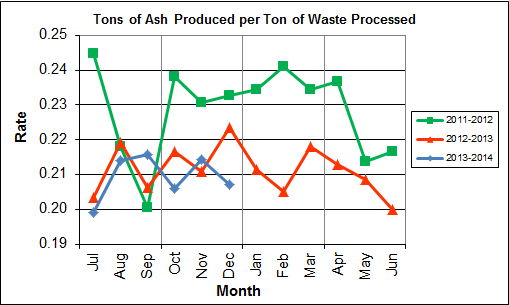 Tons of Ash Produced per Ton of Waste Processed
0.25
0.23
0.22
0.21
0.20
0.19
Rate
Jul
Aug
Sep
Oct
Nov
Dec
Jan
Feb
Mar
Apr
May
Jun
Month
2011-2012
2012-2013
2013-2014